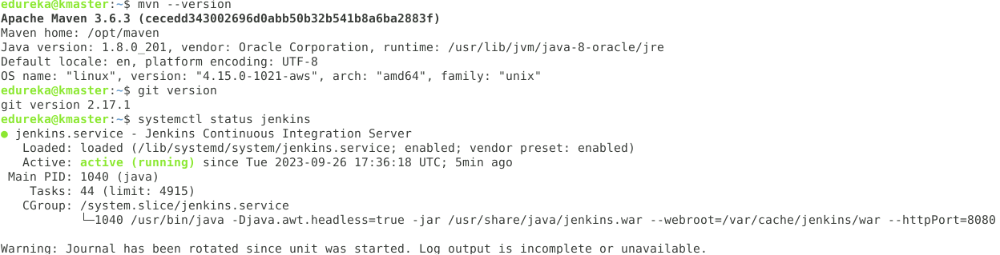 edureka@kmaster:~$ mvn --version
Apache Maven 3.6.3 (cecedd343002696d0abb50b32b541b8a6ba2883f)
Maven home: /opt/maven
Java version: 1.8.0_201, vendor: Oracle Corporation, runtime: /usr/lib/jvm/java-8-oracle/jre
Default locale: en, platform encoding: UTF-8
OS name: "linux", version: "4.15.0-1021-aws", arch: "amd64", family: "unix"
edureka@kmaster:~$ git version
git version 2.17.1
edureka@kmaster:~$ systemctl status jenkins
● jenkins.service - Jenkins Continuous Integration Server
   Loaded: loaded (/lib/systemd/system/jenkins.service; enabled; vendor preset: enabled)
   Active: active (running) since Tue 2023-09-26 17:36:18 UTC; 5min ago
 Main PID: 1040 (java)
    Tasks: 44 (limit: 4915)
   CGroup: /system.slice/jenkins.service
           └─1040 /usr/bin/java -Djava.awt.headless=true -jar /usr/share/java/jenkins.war --webroot=/var/cache/jenkins/war --httpPort=8080
Warning: Journal has been rotated since unit was started. Log output is incomplete or unavailable.